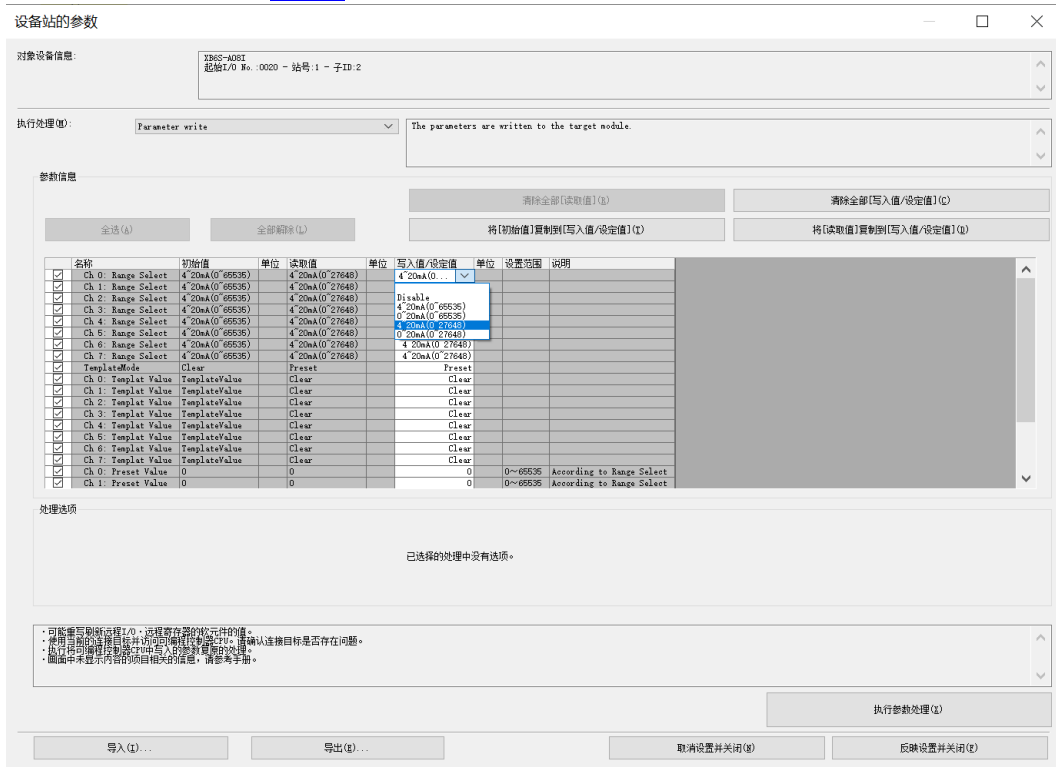 设备站的参数
对象设备信息:
XB6S-A08I
起始I/O No.:0020 - 站号:1 - 子ID:2
执行处理(M):
Parameter write
The parameters are written to the target module.
参数信息
清除全部[读取值](B)
清除全部[写入值/设定值](C)
全选(A)
全部解除(L)
将[初始值]复制到[写入值/设定值](T)
将[读取值]复制到[写入值/设定值](D)
名称 初始值 单位 读取值 单位 写入值/设定值 单位 设置范围 说明
Ch 0: Range Select 4~20mA(0~65535) 4~20mA(0~27648) 4~20mA(0...
Ch 1: Range Select 4~20mA(0~65535) 4~20mA(0~27648)
Ch 2: Range Select 4~20mA(0~65535) 4~20mA(0~27648) Disable
Ch 3: Range Select 4~20mA(0~65535) 4~20mA(0~27648) 4~20mA(0~65535)
Ch 4: Range Select 4~20mA(0~65535) 4~20mA(0~27648) 0~20mA(0~65535)
Ch 5: Range Select 4~20mA(0~65535) 4~20mA(0~27648) 4~20mA(0~27648)
0~20mA(0~27648)
Ch 6: Range Select 4~20mA(0~65535) 4~20mA(0~27648) 4~20mA(0~27648)
Ch 7: Range Select 4~20mA(0~65535) 4~20mA(0~27648) 4~20mA(0~27648)
TemplateMode Clear Preset Preset
Ch 0: Templat Value TemplateValue Clear Clear
Ch 1: Templat Value TemplateValue Clear Clear
Ch 2: Templat Value TemplateValue Clear Clear
Ch 3: Templat Value TemplateValue Clear Clear
Ch 4: Templat Value TemplateValue Clear Clear
Ch 5: Templat Value TemplateValue Clear Clear
Ch 6: Templat Value TemplateValue Clear Clear
Ch 7: Templat Value TemplateValue Clear Clear
Ch 0: Preset Value 0 0 0 0~65535 According to Range Select
Ch 1: Preset Value 0 0 0 0~65535 According to Range Select
处理选项
已选择的处理中没有选项。
·可能重写刷新远程I/O·远程寄存器的软元件的值。
·使用当前的连接目标并访问可编程控制器CPU。请确认连接目标是否存在问题。
·执行将可编程控制器CPU中写入的参数复原的处理。
·画面中未显示内容的项目相关的信息，请参考手册。
执行参数处理(X)
导入(I)...
导出(E)...
取消设置并关闭(N)
反映设置并关闭(F)